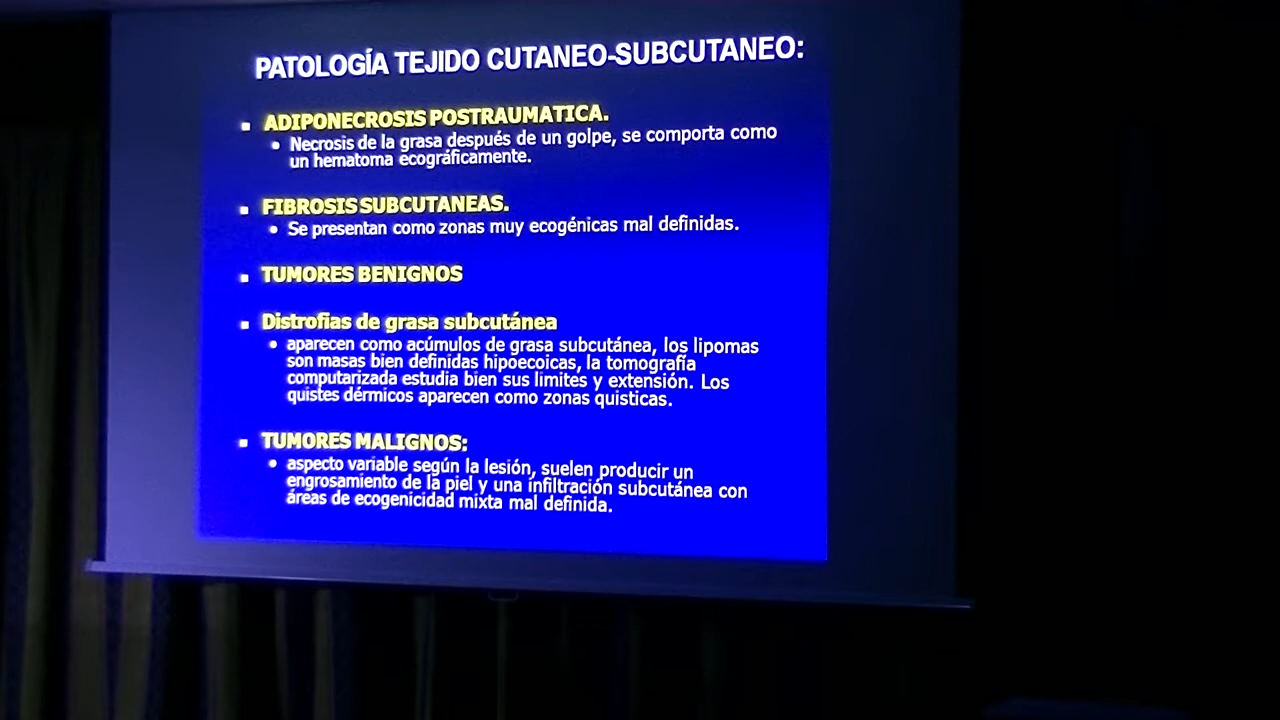 PATOLOGÍA TEJIDO CUTANEO-SUBCUTANEO:
ADIPONECROSIS POSTRAUMATICA.
Necrosis de la grasa después de un golpe, se comporta como
un hematoma ecográficamente.
FIBROSIS SUBCUTANEAS.
Se presentan como zonas muy ecogénicas mal definidas.
TUMORES BENIGNOS
Distrofias de grasa subcutánea
aparecen como acúmulos de grasa subcutánea, los lipomas
son masas bien definidas hipoecoicas, la tomografía
computarizada estudia bien sus limites y extensión. Los
quistes dérmicos aparecen como zonas quisticas.
TUMORES MALIGNOS:
aspecto variable según la lesión, suelen producir un
engrosamiento de la piel y una infiltración subcutánea con
áreas de ecogenicidad mixta mal definida.